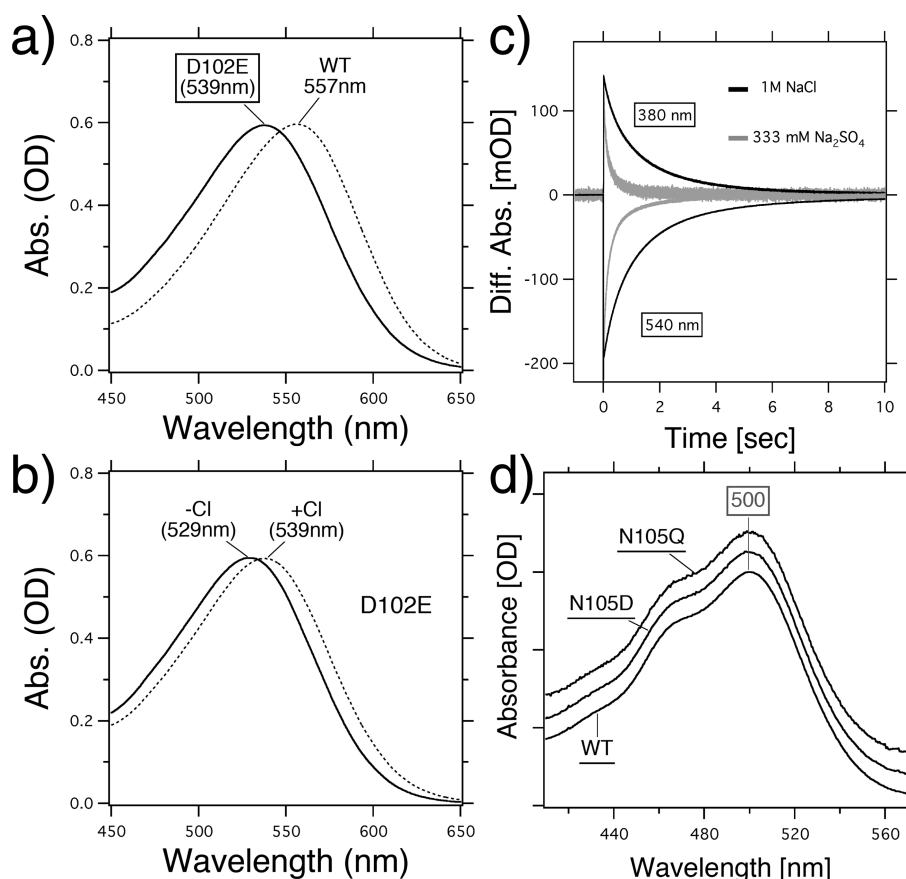 a)
D102E
(539nm)
WT
557nm
0.8
0.6
0.4
0.2
0.0
Abs. (OD)
450
500
550
600
650
Wavelength (nm)
b)
-Cl
(529nm)
+Cl
(539nm)
D102E
0.8
0.6
0.4
0.2
0.0
Abs. (OD)
450
500
550
600
650
Wavelength (nm)
c)
1M NaCl
380 nm
333 mM Na₂SO₄
540 nm
100
0
-100
-200
Diff. Abs. [mOD]
0
2
4
6
8
10
Time [sec]
d)
500
N105Q
N105D
WT
Absorbance [OD]
440
480
520
560
Wavelength [nm]